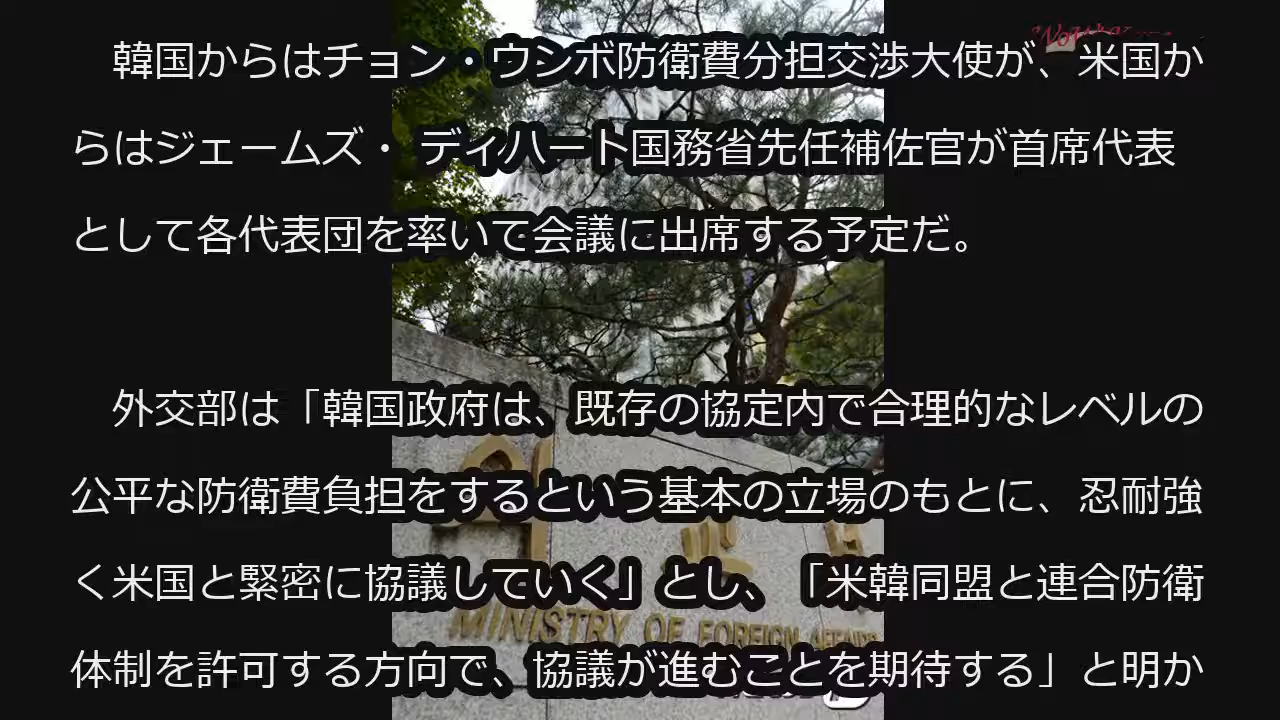 韓国からはチョン・ウンボ防衛費分担交渉大使が、米国か
らはジェームズ・ ディハート国務省先任補佐官が首席代表
として各代表団を率いて会議に出席する予定だ。
外交部は「韓国政府は、既存の協定内で合理的なレベルの
公平な防衛費負担をするという基本の立場のもとに、忍耐強
く米国と緊密に協議していく」とし、「米韓同盟と連合防衛
体制を許可する方向で、協議が進むことを期待する」と明か
MINISTRY OF FOREIGN AFFAIRS